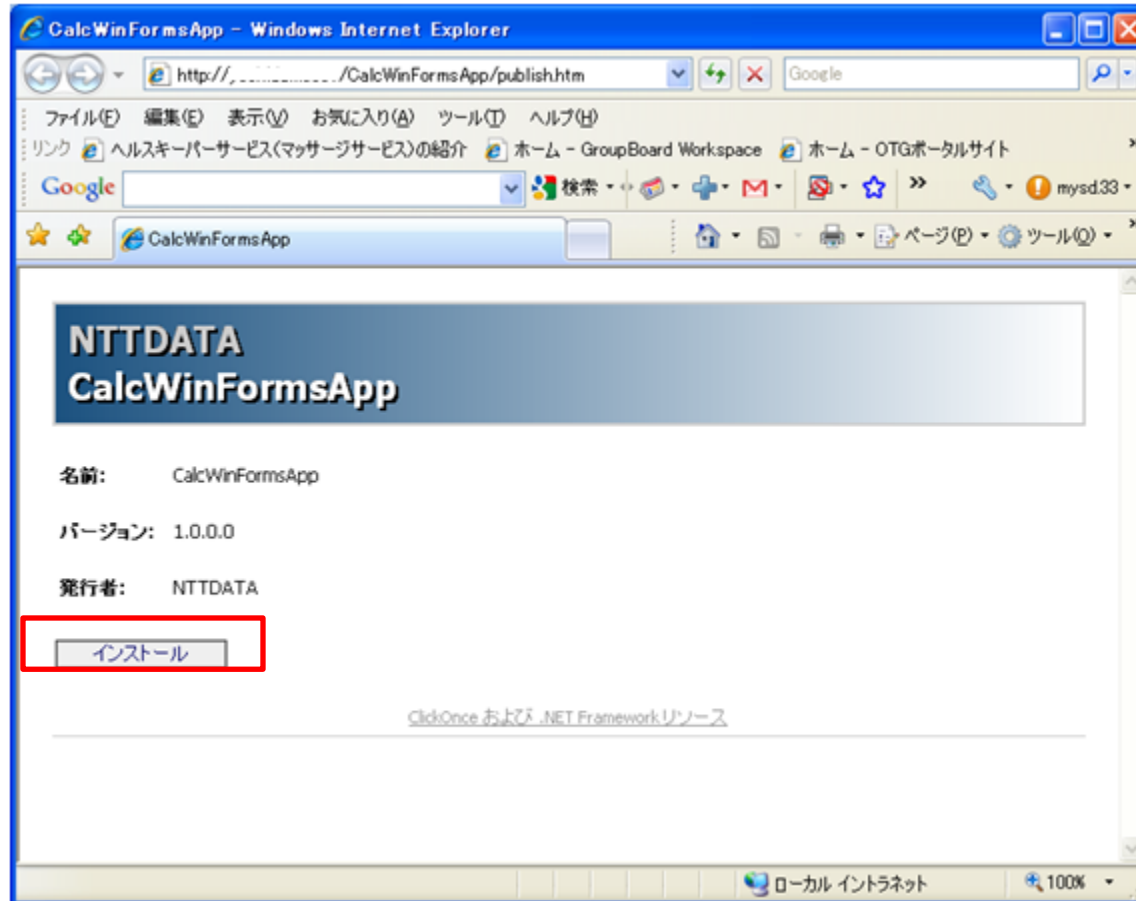 CalcWinFormsApp - Windows Internet Explorer
http:// /CalcWinFormsApp/publish.htm Google
ファイル(F) 編集(E) 表示(V) お気に入り(A) ツール(T) ヘルプ(H)
リンク ヘルスキーパーサービス(マッサージサービス)の紹介 ホーム - GroupBoard Workspace ホーム - OTGポータルサイト »
Google 検索 » mysd.33
CalcWinFormsApp ページ(P) ツール(O) »
NTTDATA
CalcWinFormsApp
名前: CalcWinFormsApp
バージョン: 1.0.0.0
発行者: NTTDATA
インストール
ClickOnce および .NET Framework リソース
ローカル イントラネット 100%